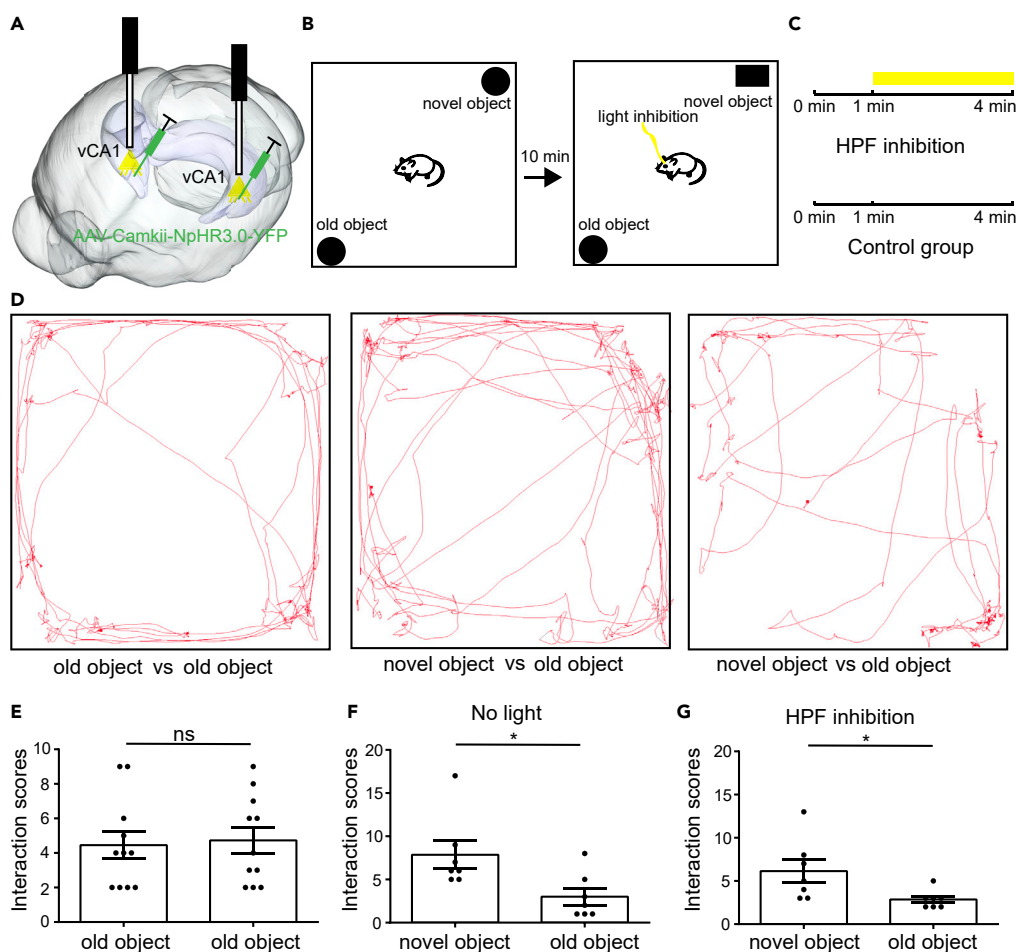 A
vCA1
vCA1
AAV-Camkii-NpHR3.0-YFP
B
novel object
old object
10 min
novel object
light inhibition
old object
C
0 min 1 min 4 min
HPF inhibition
0 min 1 min 4 min
Control group
D
old object vs old object
novel object vs old object
novel object vs old object
E
ns
Interaction scores
10
8
6
4
2
0
old object old object
F
No light
*
Interaction scores
20
15
10
5
0
novel object old object
G
HPF inhibition
*
Interaction scores
20
15
10
5
0
novel object old object